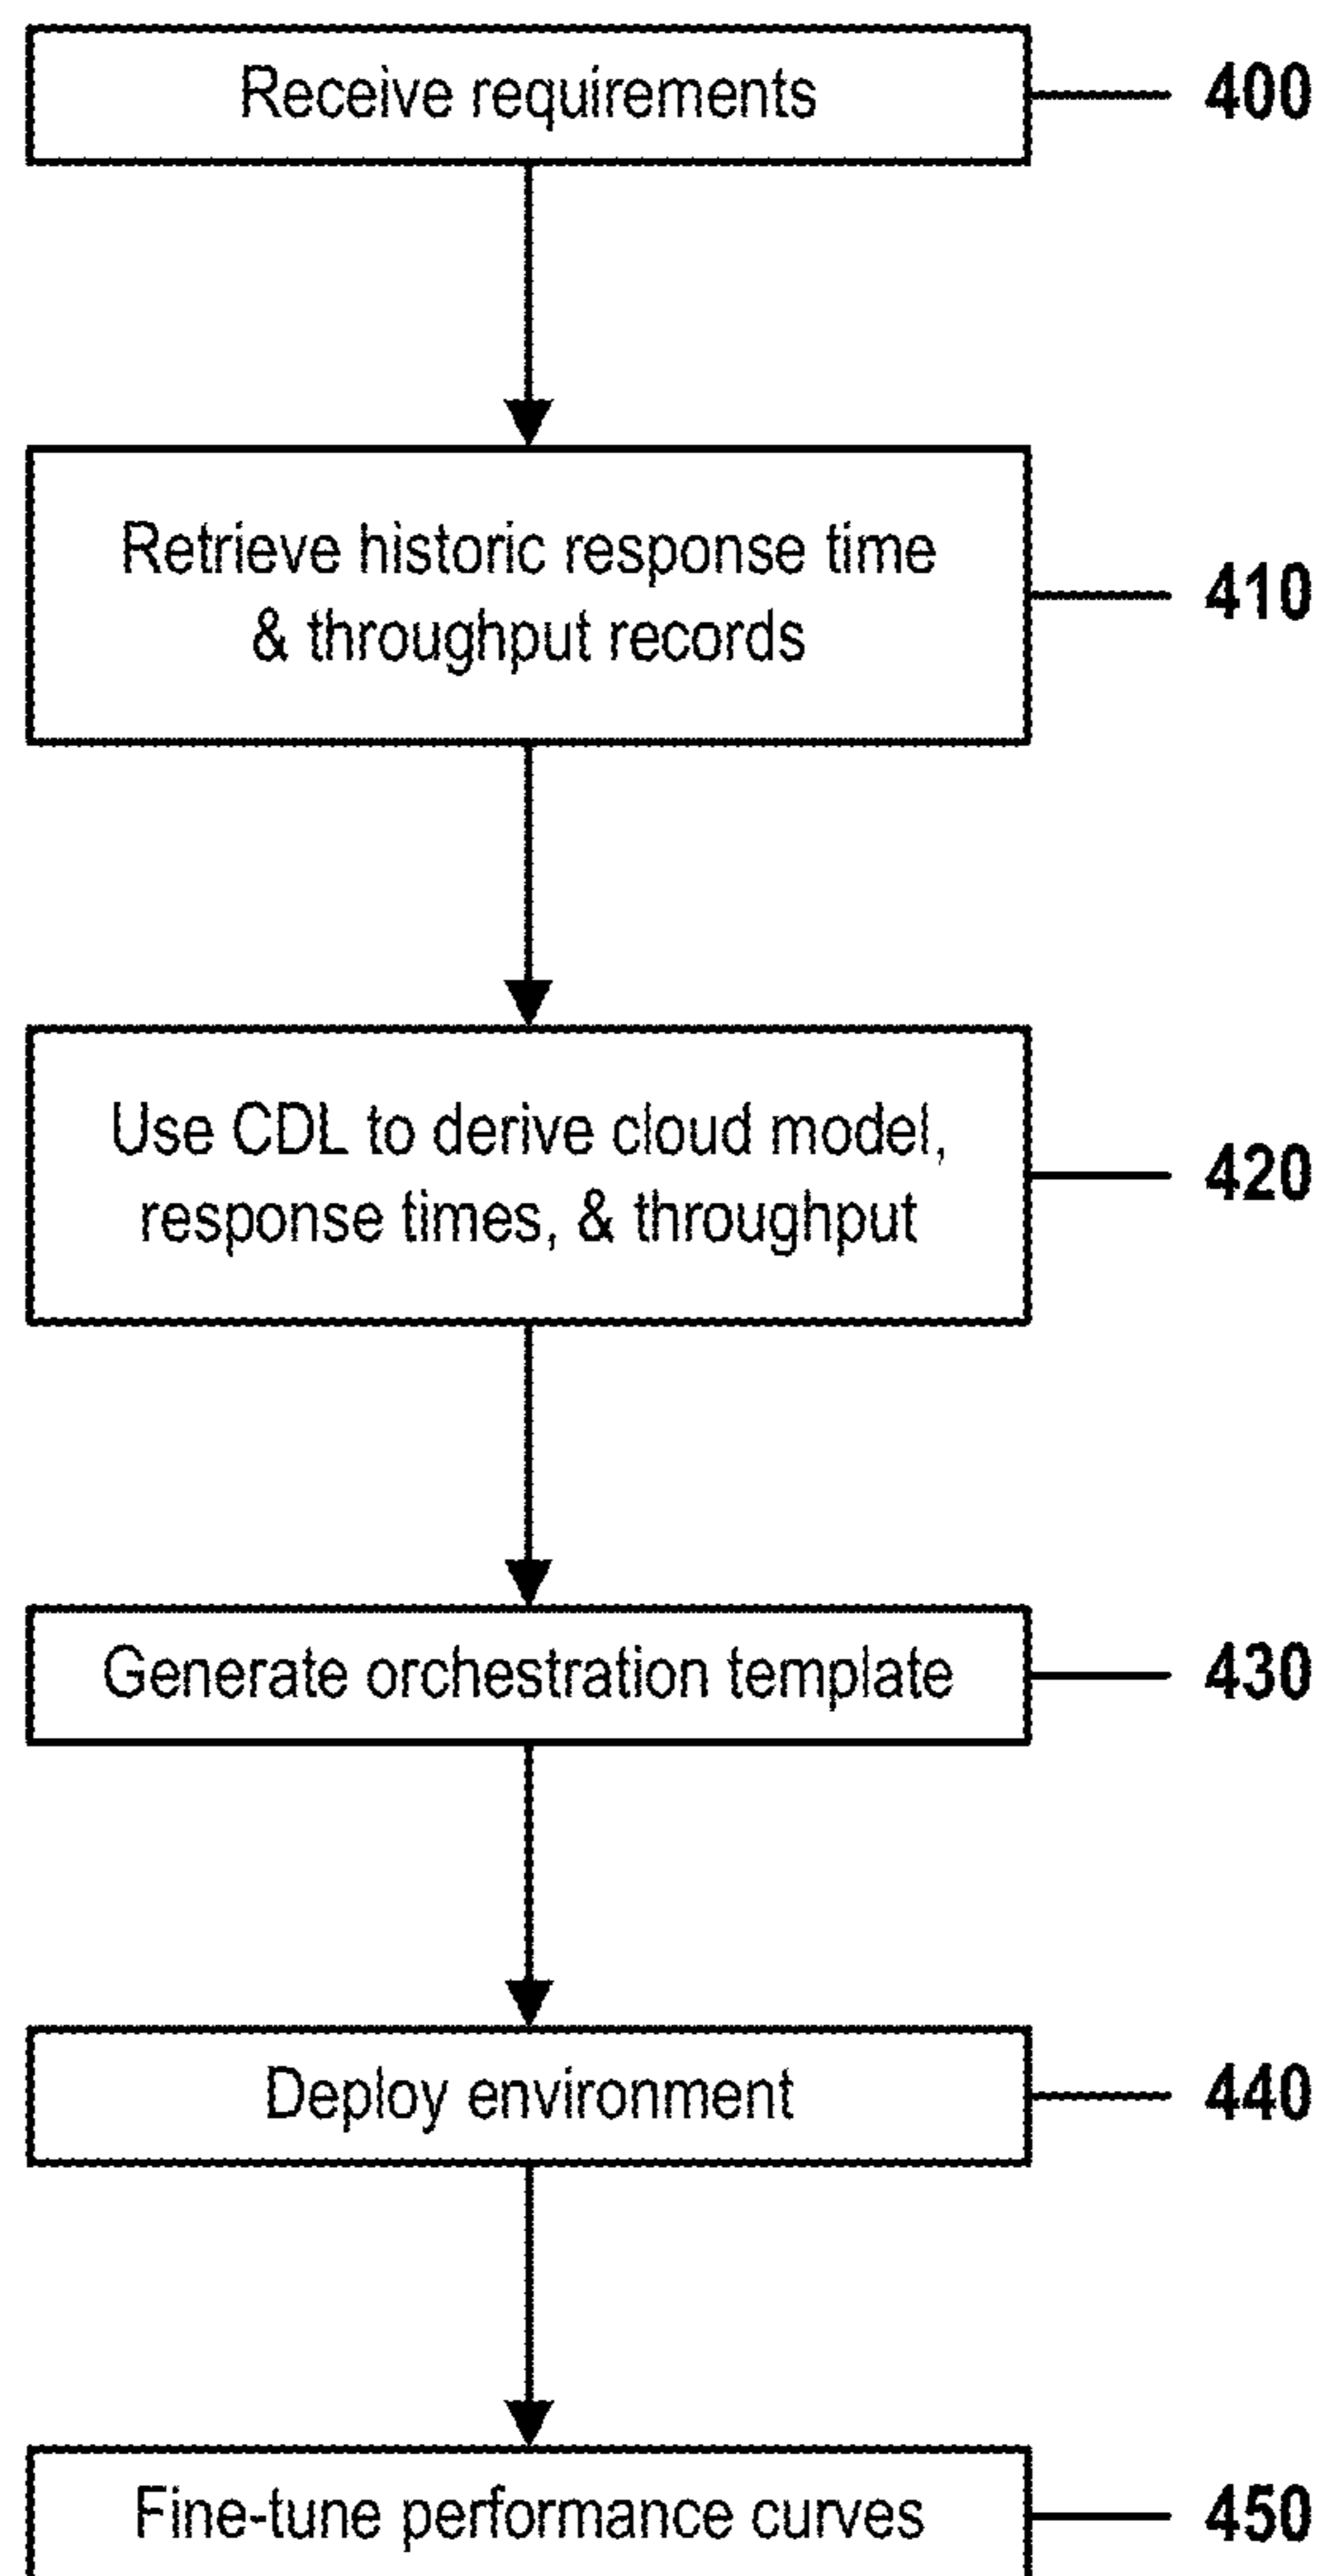 Receive requirements
400
Retrieve historic response time
& throughput records
410
Use CDL to derive cloud model,
response times, & throughput
420
Generate orchestration template
430
Deploy environment
440
Fine-tune performance curves
450